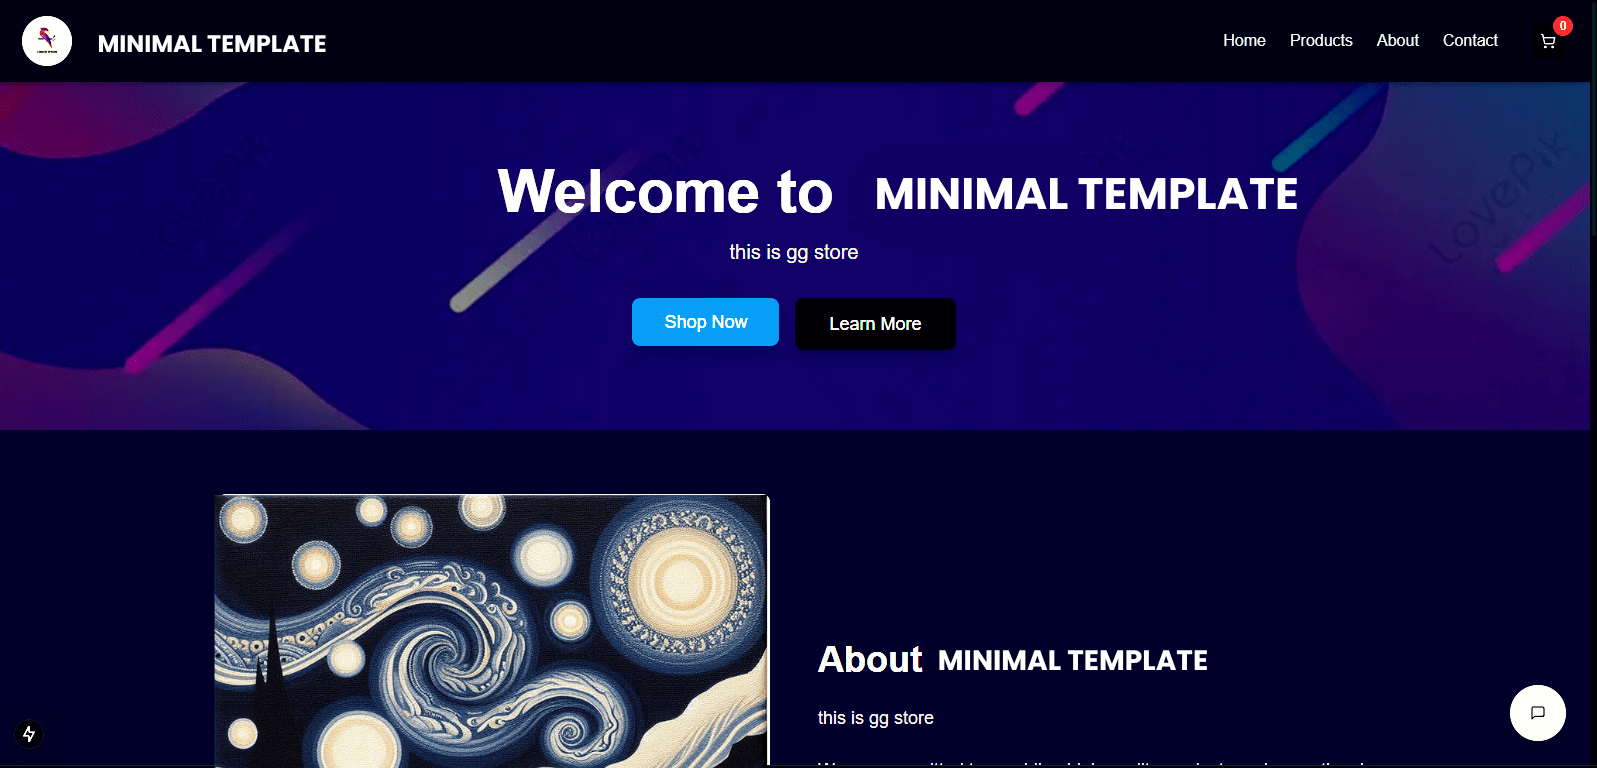 MINIMAL TEMPLATE
Home Products About Contact
0
Welcome to MINIMAL TEMPLATE
this is gg store
Shop Now Learn More
Lovepik
About MINIMAL TEMPLATE
this is gg store